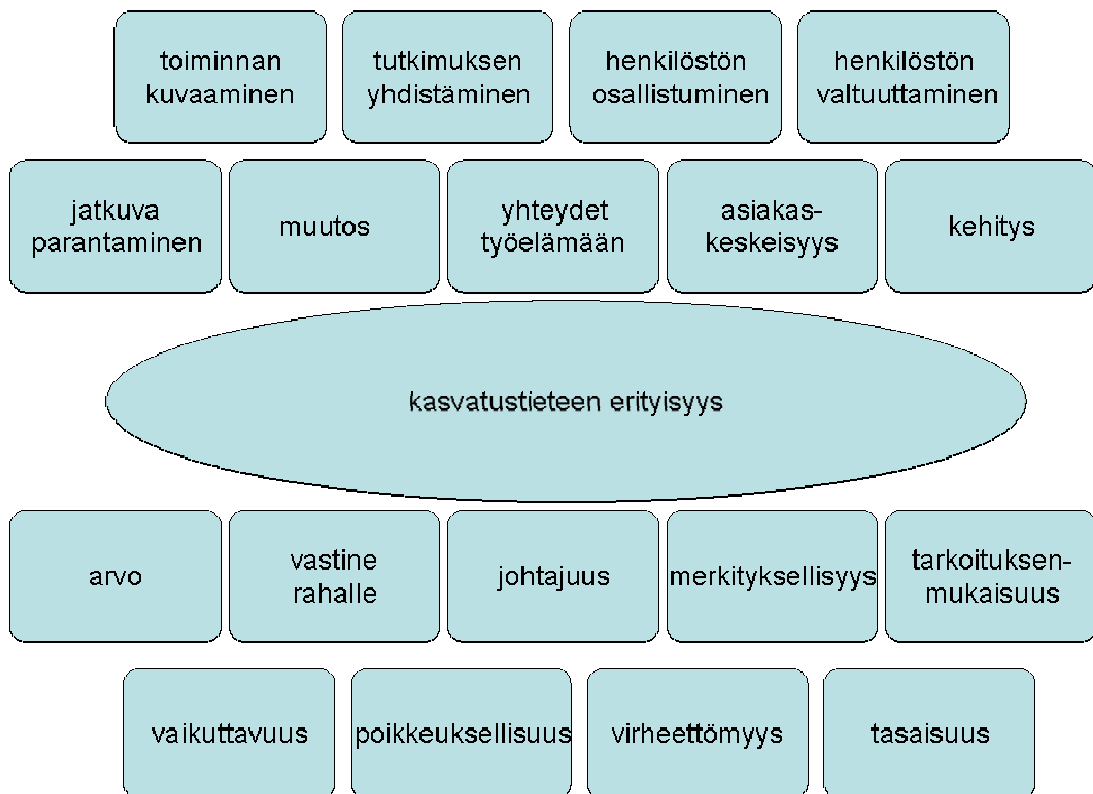 toiminnan
kuvaaminen
tutkimuksen
yhdistäminen
henkilöstön
osallistuminen
henkilöstön
valtuuttaminen
jatkuva
parantaminen
muutos
yhteydet
työelämään
asiakas-
keskeisyys
kehitys
kasvatustieteen erityisyys
arvo
vastine
rahalle
johtajuus
merkityksellisyys
tarkoituksen-
mukaisuus
vaikuttavuus
poikkeuksellisuus
virheettömyys
tasaisuus